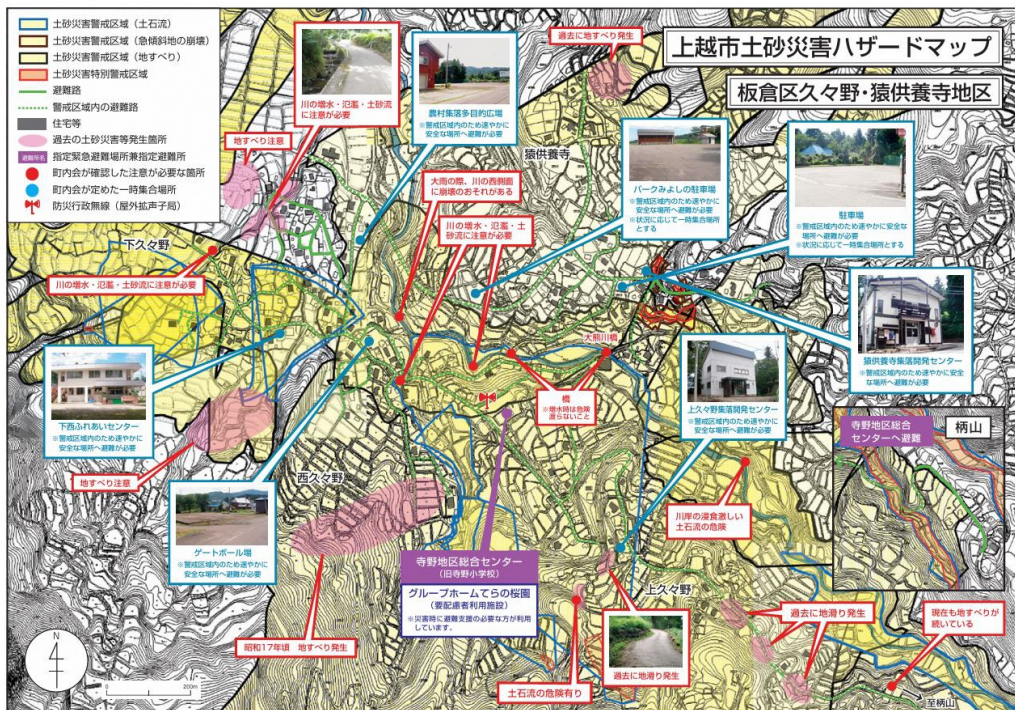 上越市土砂災害ハザードマップ
板倉区久々野・猿供養寺地区
土砂災害警戒区域（土石流）
土砂災害警戒区域（急傾斜地の崩壊）
土砂災害警戒区域（地すべり）
土砂災害特別警戒区域
避難路
警戒区域内の避難路
住宅等
過去の土砂災害等発生箇所
避難所名
指定緊急避難場所兼指定避難所
町内会が確認した注意が必要な箇所
町内会が定めた一時集合場所
防災行政無線（屋外拡声子局）
川の増水・氾濫・土砂流
に注意が必要
農村集落多目的広場
※警戒区域内のため速やかに
安全な場所へ避難が必要
過去に地すべり発生
地すべり注意
猿供養寺
大雨の際、川の西側面
に崩壊のおそれがある
川の増水・氾濫・土
砂流に注意が必要
パークみよしの駐車場
※警戒区域内のため速やかに
安全な場所へ避難が必要
※状況に応じて一時集合場所
とする
駐車場
※警戒区域内のため速やかに安全な場
所へ避難が必要
※状況に応じて一時集合場所とする
下久々野
川の増水・氾濫・土砂流に注意が必要
大熊川橋
橋
※増水時は危険
渡らないこと
猿供養寺集落開発センター
※警戒区域内のため速やかに安全
な場所へ避難が必要
下西ふれあいセンター
※警戒区域内のため速やかに
安全な場所へ避難が必要
上久々野集落開発センター
※警戒区域内のため速やかに
安全な場所へ避難が必要
寺野地区総合
センターへ避難
柄山
地すべり注意
西久々野
川岸の浸食激しい
土石流の危険
ゲートボール場
※警戒区域内のため速やかに
安全な場所へ避難が必要
寺野地区総合センター
（旧寺野小学校）
グループホームてらの桜園
（要配慮者利用施設）
※災害時に避難支援の必要な方が利用
しています。
上久々野
昭和17年頃　地すべり発生
過去に地滑り発生
過去に地滑り発生
現在も地すべりが
続いている
土石流の危険有り
至柄山
N
0
200m